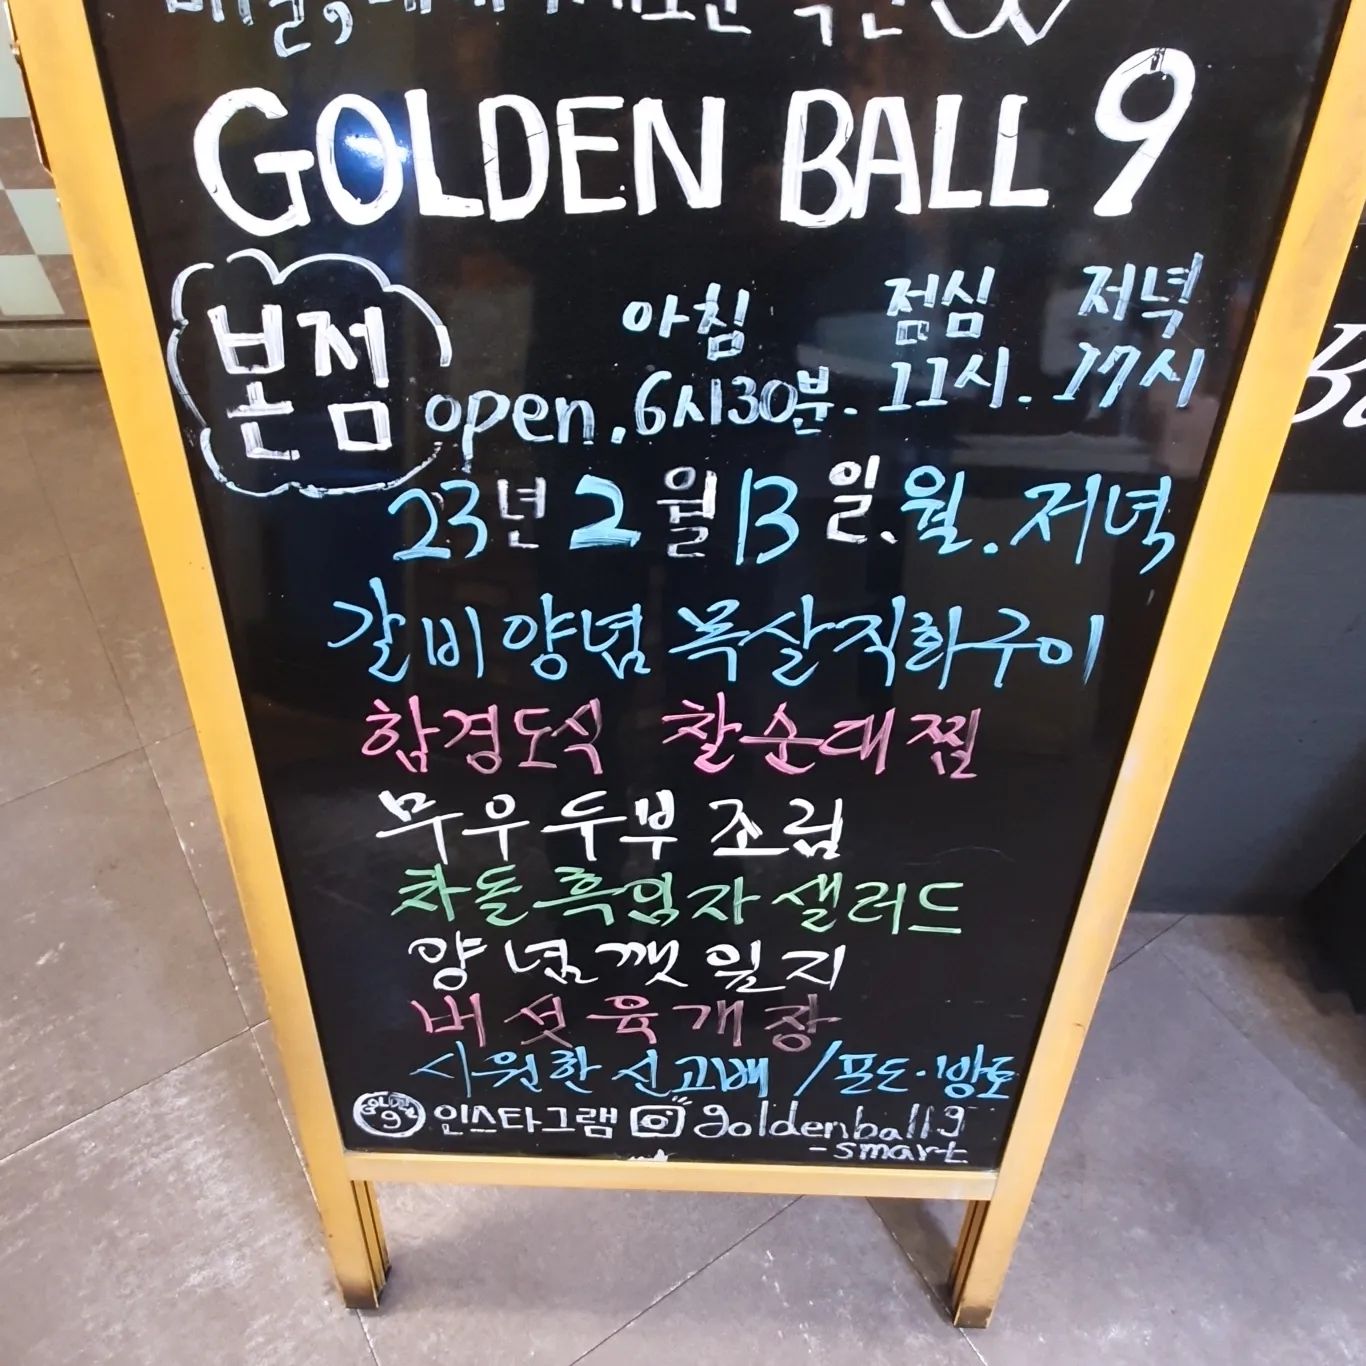 GOLDEN BALL 9
본점
아침 점심 저녁
open. 6시30분. 11시. 17시
23년 2월 13일. 월. 저녁
갈비양념 목살직화구이
함경도식 찰순대찜
무우두부 조림
차돌흑임자샐러드
양념깻잎지
버섯육개장
시원한 선고배 / 포도·방토
GOLDEN 9 인스타그램 goldenball9
-smart